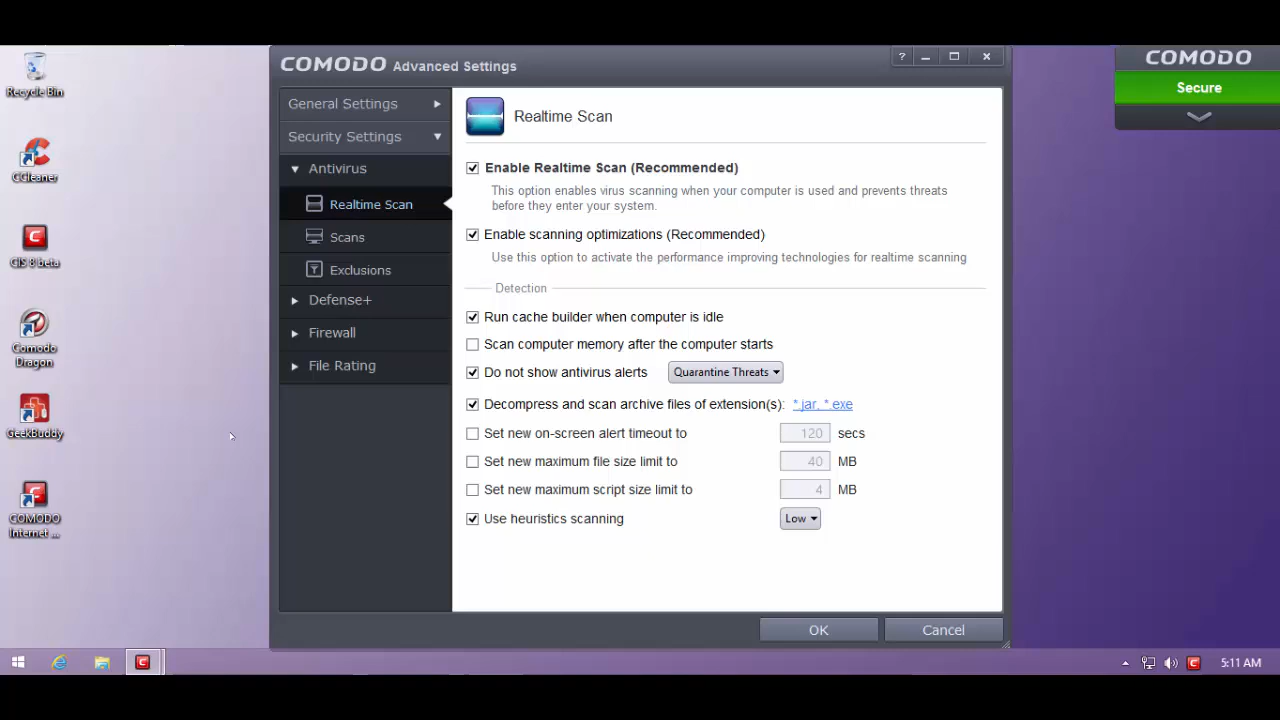 COMODO Advanced Settings
?
COMODO
Secure
Recycle Bin
CCleaner
CIS 8 beta
Comodo
Dragon
GeekBuddy
COMODO
Internet ...
General Settings
Security Settings
Antivirus
Realtime Scan
Scans
Exclusions
Defense+
Firewall
File Rating
Realtime Scan
Enable Realtime Scan (Recommended)
This option enables virus scanning when your computer is used and prevents threats
before they enter your system.
Enable scanning optimizations (Recommended)
Use this option to activate the performance improving technologies for realtime scanning
Detection
Run cache builder when computer is idle
Scan computer memory after the computer starts
Do not show antivirus alerts Quarantine Threats
Decompress and scan archive files of extension(s): *.jar, *.exe
Set new on-screen alert timeout to 120 secs
Set new maximum file size limit to 40 MB
Set new maximum script size limit to 4 MB
Use heuristics scanning Low
OK Cancel
5:11 AM